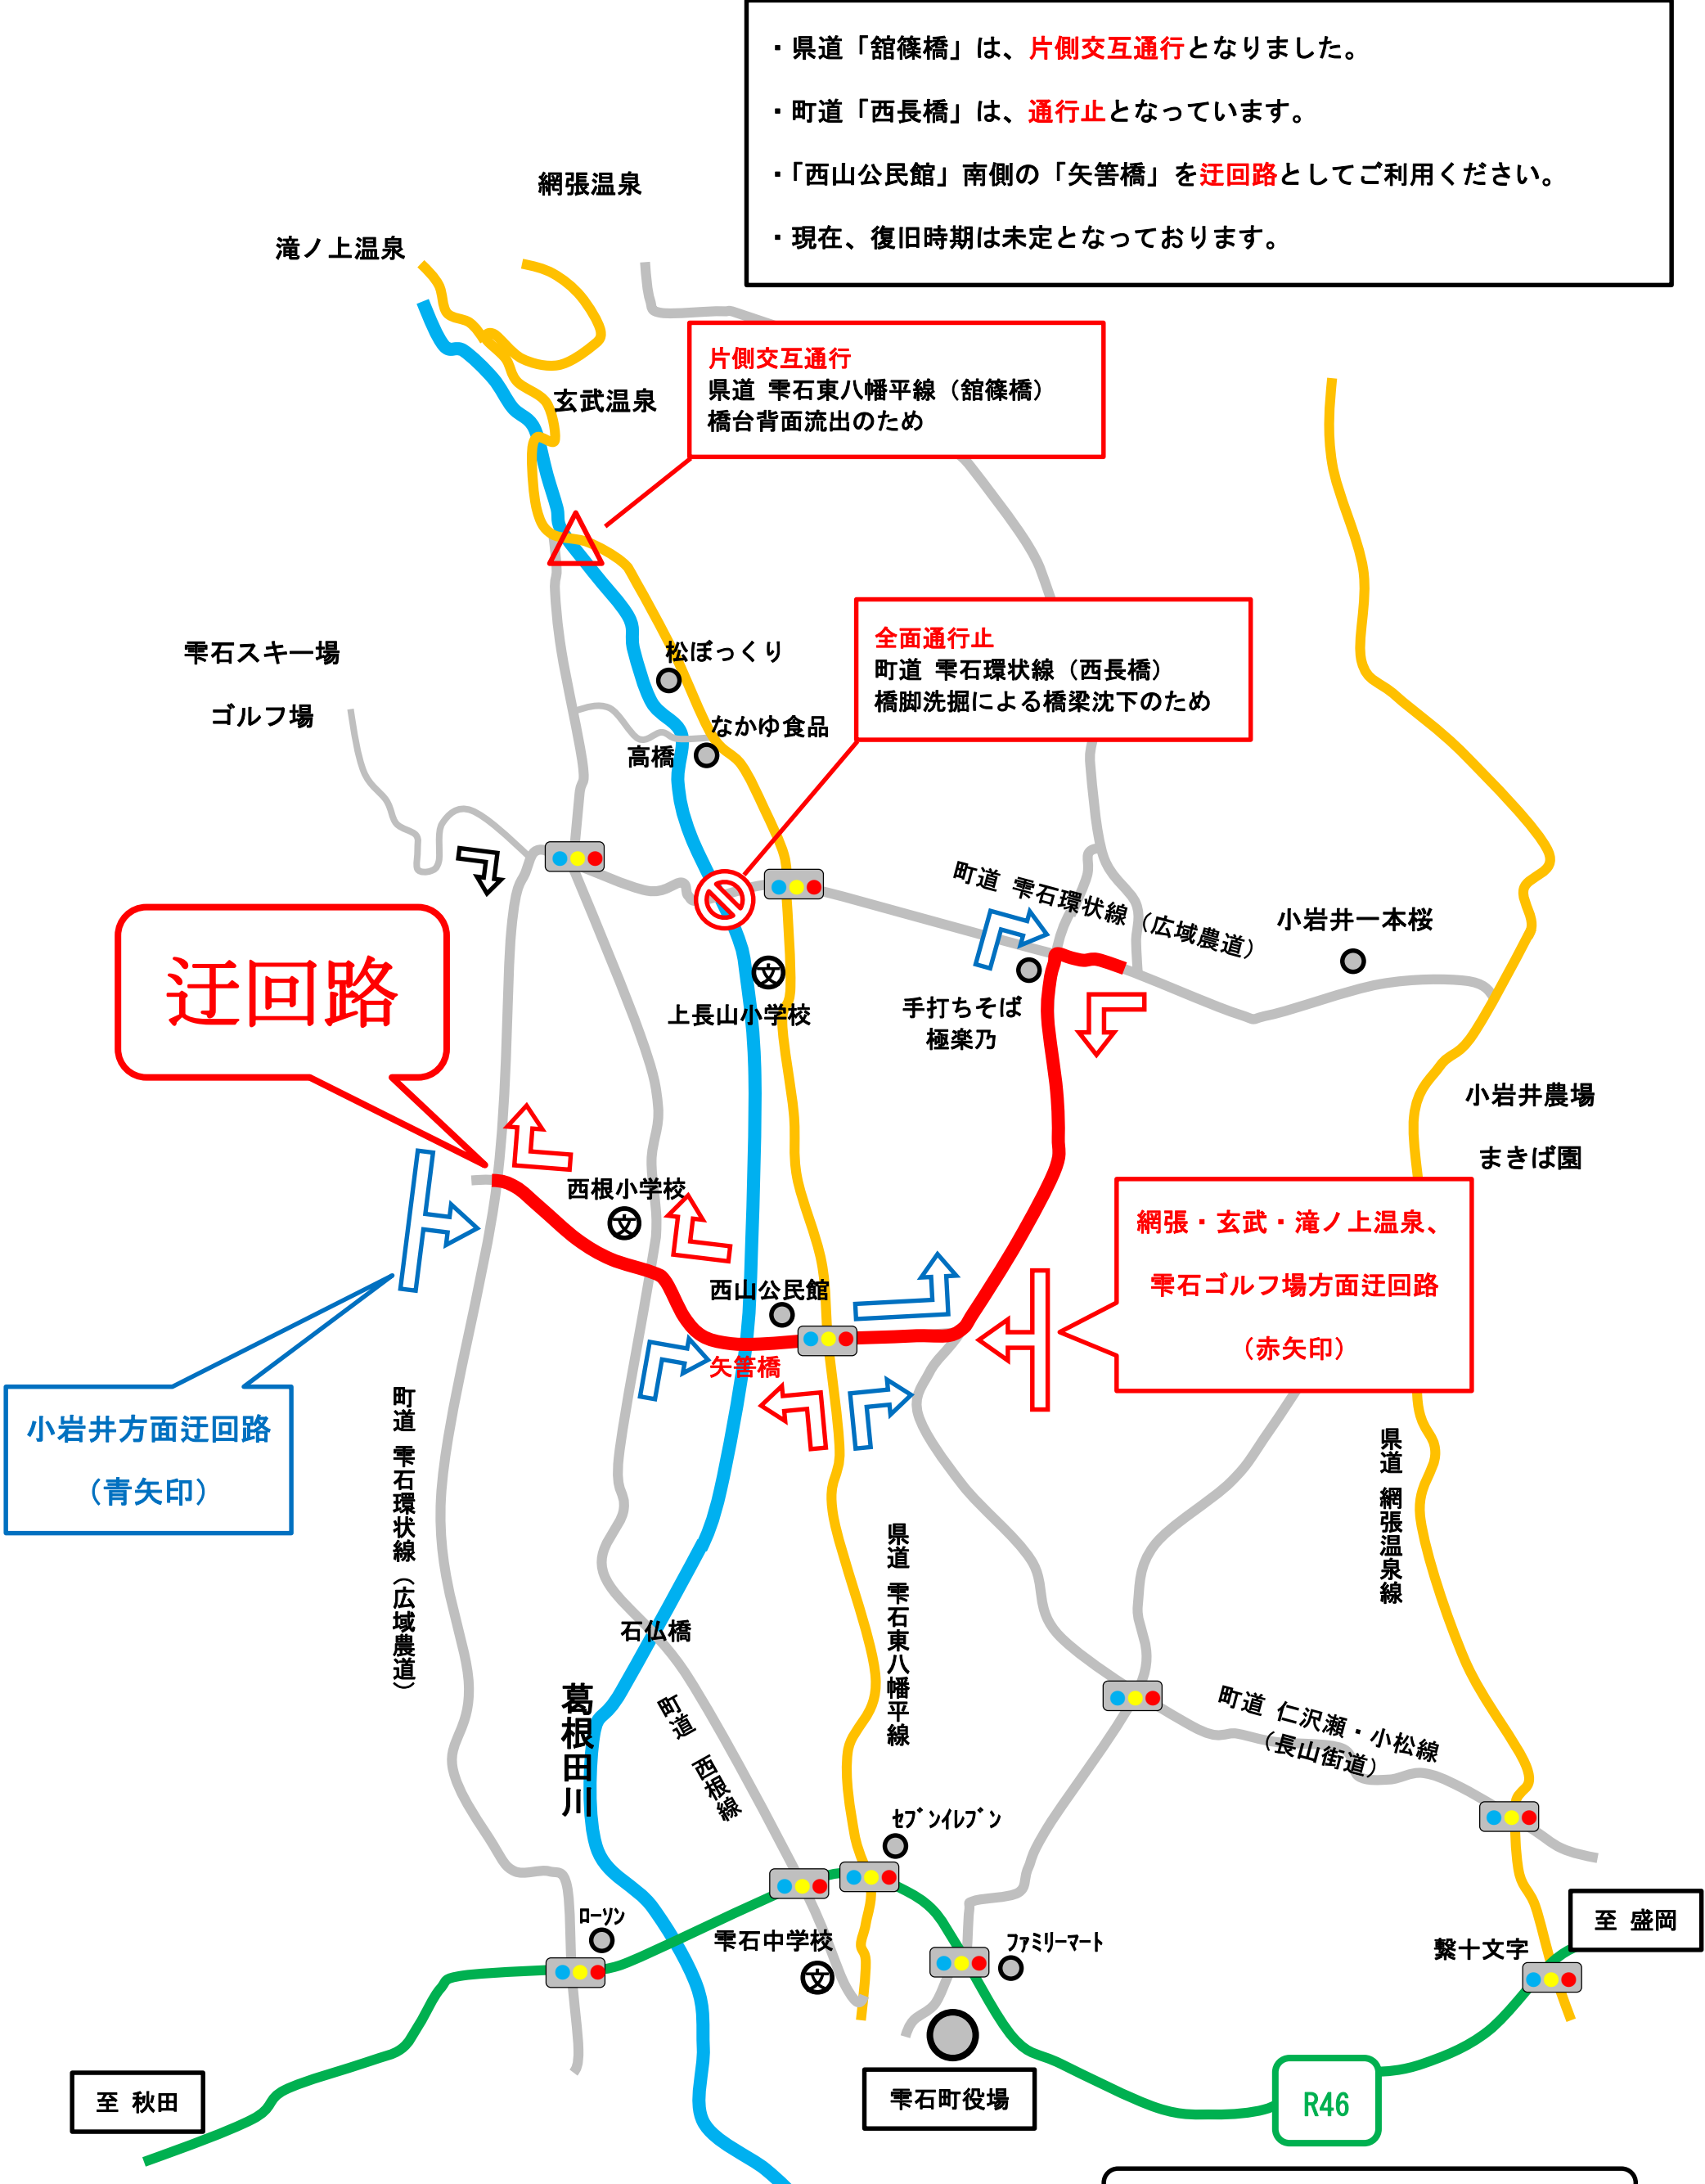 ・県道「舘篠橋」は、片側交互通行となりました。
・町道「西長橋」は、通行止となっています。
・「西山公民館」南側の「矢筈橋」を迂回路としてご利用ください。
・現在、復旧時期は未定となっております。
網張温泉
滝ノ上温泉
片側交互通行
県道 雫石東八幡平線（舘篠橋）
橋台背面流出のため
玄武温泉
全面通行止
町道 雫石環状線（西長橋）
橋脚洗掘による橋梁沈下のため
雫石スキー場
ゴルフ場
松ぼっくり
なかゆ食品
高橋
町道 雫石環状線（広域農道）
小岩井一本桜
迂回路
文
上長山小学校
手打ちそば
極楽乃
小岩井農場
まきば園
西根小学校
文
網張・玄武・滝ノ上温泉、
雫石ゴルフ場方面迂回路
（赤矢印）
西山公民館
矢筈橋
小岩井方面迂回路
（青矢印）
町道 雫石環状線（広域農道）
県道 網張温泉線
県道 雫石東八幡平線
石仏橋
葛根田川
町道 西根線
町道 仁沢瀬・小松線
（長山街道）
ｾﾌﾞﾝｲﾚﾌﾞﾝ
ﾛｰｿﾝ
雫石中学校
文
ﾌｧﾐﾘｰﾏｰﾄ
至 盛岡
繋十文字
至 秋田
雫石町役場
R46